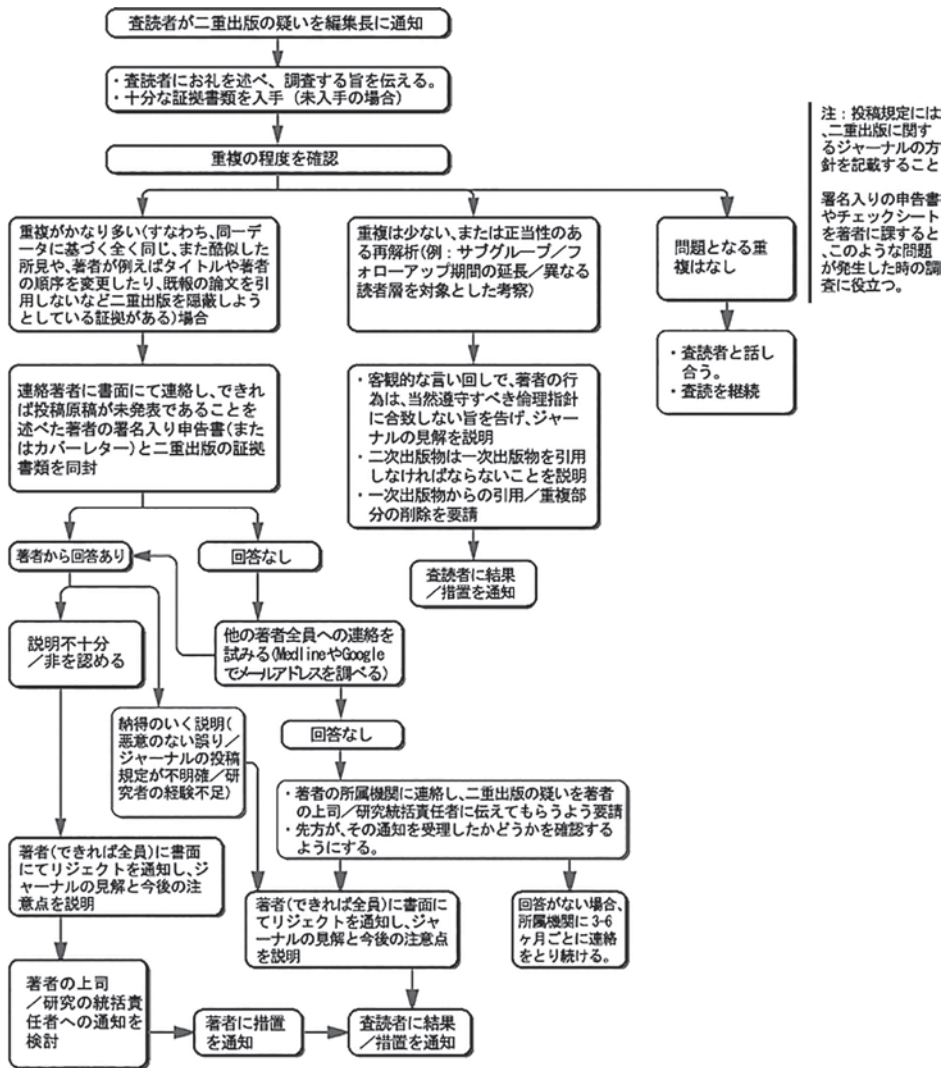 査読者が二重出版の疑いを編集長に通知
・査読者にお礼を述べ、調査する旨を伝える。
・十分な証拠書類を入手（未入手の場合）
重複の程度を確認
注：投稿規定には
、二重出版に関す
るジャーナルの方
針を記載すること
署名入りの申告書
やチェックシート
を著者に課すると
、このような問題
が発生した時の調
査に役立つ。
重複がかなり多い(すなわち、同一デ
ータに基づく全く同じ、また酷似した
所見や、著者が例えばタイトルや著者
の順序を変更したり、既報の論文を引
用しないなど二重出版を隠蔽しよう
としている証拠がある)場合
重複は少ない、または正当性のあ
る再解析(例：サブグループ／フ
ォローアップ期間の延長／異なる
読者層を対象とした考察)
問題となる重
複はなし
連絡著者に書面にて連絡し、できれ
ば投稿原稿が未発表であることを
述べた著者の署名入り申告書(また
はカバーレター)と二重出版の証拠
書類を同封
・客観的な言い回しで、著者の行
為は、当然遵守すべき倫理指針
に合致しない旨を告げ、ジャー
ナルの見解を説明
・二次出版物は一次出版物を引用
しなければならないことを説明
・一次出版物からの引用／重複部
分の削除を要請
・査読者と話し
合う。
・査読を継続
著者から回答あり
回答なし
査読者に結果
／措置を通知
説明不十分
／非を認める
他の著者全員への連絡を
試みる(MedlineやGoogle
でメールアドレスを調べる)
納得のいく説明(
悪意のない誤り／
ジャーナルの投稿
規定が不明確／研
究者の経験不足)
回答なし
・著者の所属機関に連絡し、二重出版の疑いを著者
の上司／研究統括責任者に伝えてもらうよう要請
・先方が、その通知を受理したかどうかを確認する
ようにする。
著者(できれば全員)に書面
にてリジェクトを通知し、ジ
ャーナルの見解と今後の注
意点を説明
著者(できれば全員)に書面
にてリジェクトを通知し、ジャ
ーナルの見解と今後の注意点
を説明
回答がない場合、
所属機関に3-6
ヶ月ごとに連絡
をとり続ける。
著者の上司
／研究の統括責
任者への通知を
検討
著者に措置
を通知
査読者に結果
／措置を通知